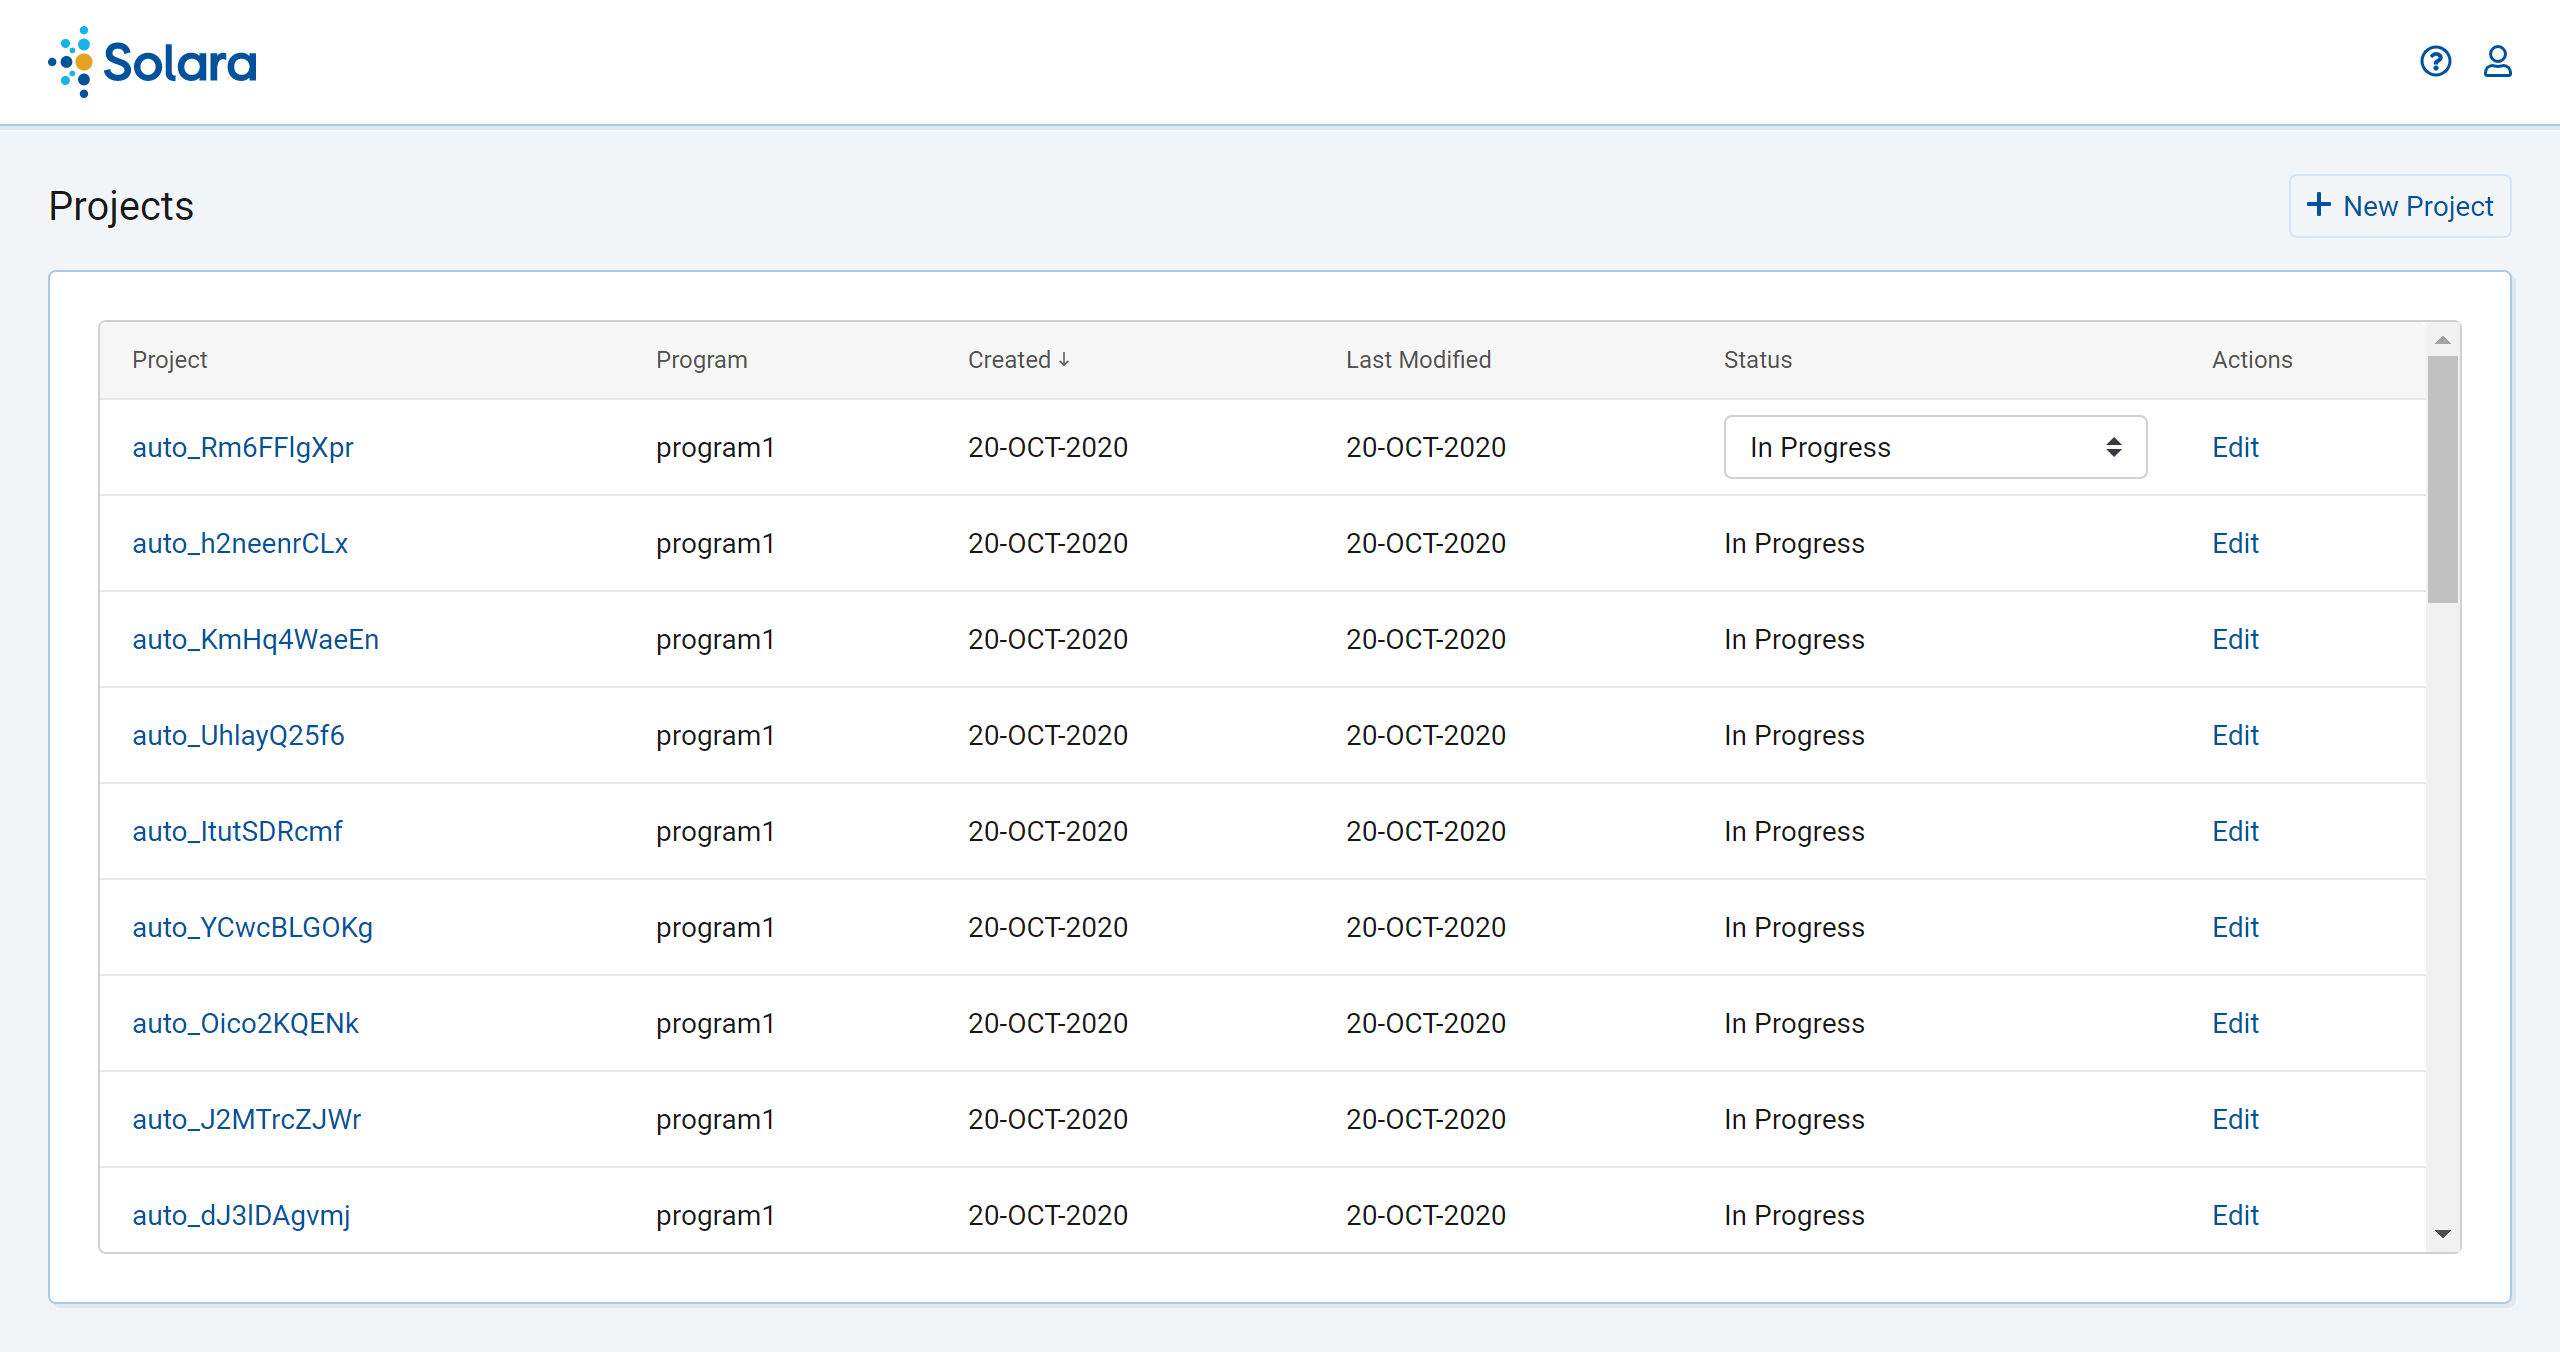 Solara
Projects
New Project
Project Program Created ↓ Last Modified Status Actions
auto_Rm6FFlgXpr program1 20-OCT-2020 20-OCT-2020 In Progress Edit
auto_h2neenrCLx program1 20-OCT-2020 20-OCT-2020 In Progress Edit
auto_KmHq4WaeEn program1 20-OCT-2020 20-OCT-2020 In Progress Edit
auto_UhlayQ25f6 program1 20-OCT-2020 20-OCT-2020 In Progress Edit
auto_ItutSDRcmf program1 20-OCT-2020 20-OCT-2020 In Progress Edit
auto_YCwcBLGOKg program1 20-OCT-2020 20-OCT-2020 In Progress Edit
auto_Oico2KQENk program1 20-OCT-2020 20-OCT-2020 In Progress Edit
auto_J2MTrcZJWr program1 20-OCT-2020 20-OCT-2020 In Progress Edit
auto_dJ3lDAgvmj program1 20-OCT-2020 20-OCT-2020 In Progress Edit